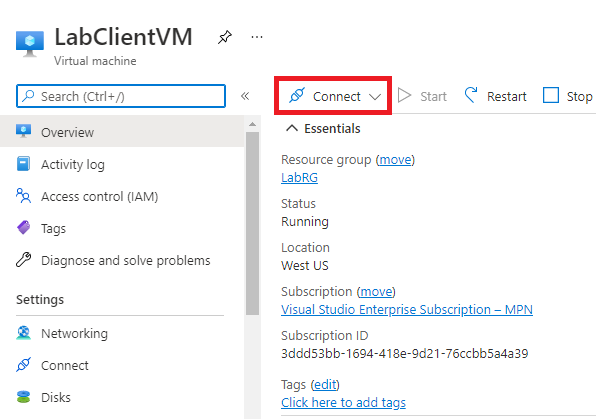 LabClientVM
Virtual machine
Search (Ctrl+/)
Overview
Activity log
Access control (IAM)
Tags
Diagnose and solve problems
Settings
Networking
Connect
Disks
Connect Start Restart Stop
Essentials
Resource group (move)
LabRG
Status
Running
Location
West US
Subscription (move)
Visual Studio Enterprise Subscription – MPN
Subscription ID
3ddd53bb-1694-418e-9d21-76ccbb5a4a39
Tags (edit)
Click here to add tags